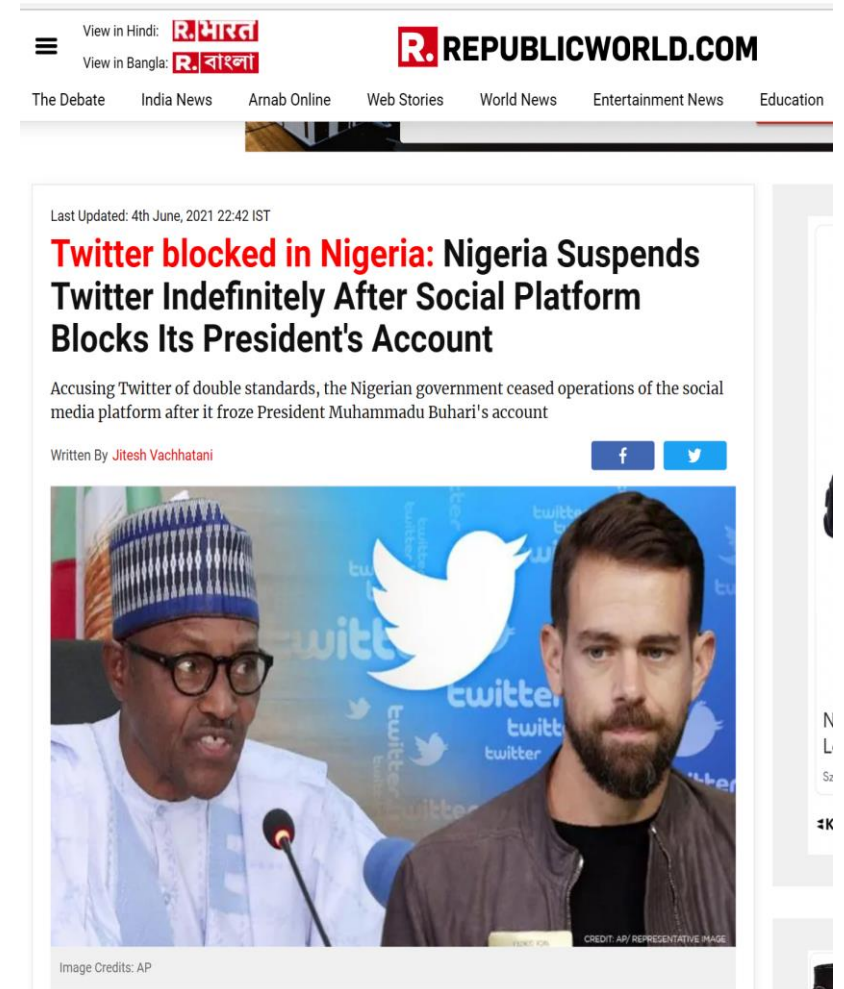 View in Hindi: R. भारत
View in Bangla: R. বাংলা
R. REPUBLICWORLD.COM
The Debate India News Arnab Online Web Stories World News Entertainment News Education
Last Updated: 4th June, 2021 22:42 IST
Twitter blocked in Nigeria: Nigeria Suspends
Twitter Indefinitely After Social Platform
Blocks Its President's Account
Accusing Twitter of double standards, the Nigerian government ceased operations of the social
media platform after it froze President Muhammadu Buhari's account
Written By Jitesh Vachhatani
f
twitter
twitter
twitter
twitter
CREDIT: AP/ REPRESENTATIVE IMAGE
Image Credits: AP